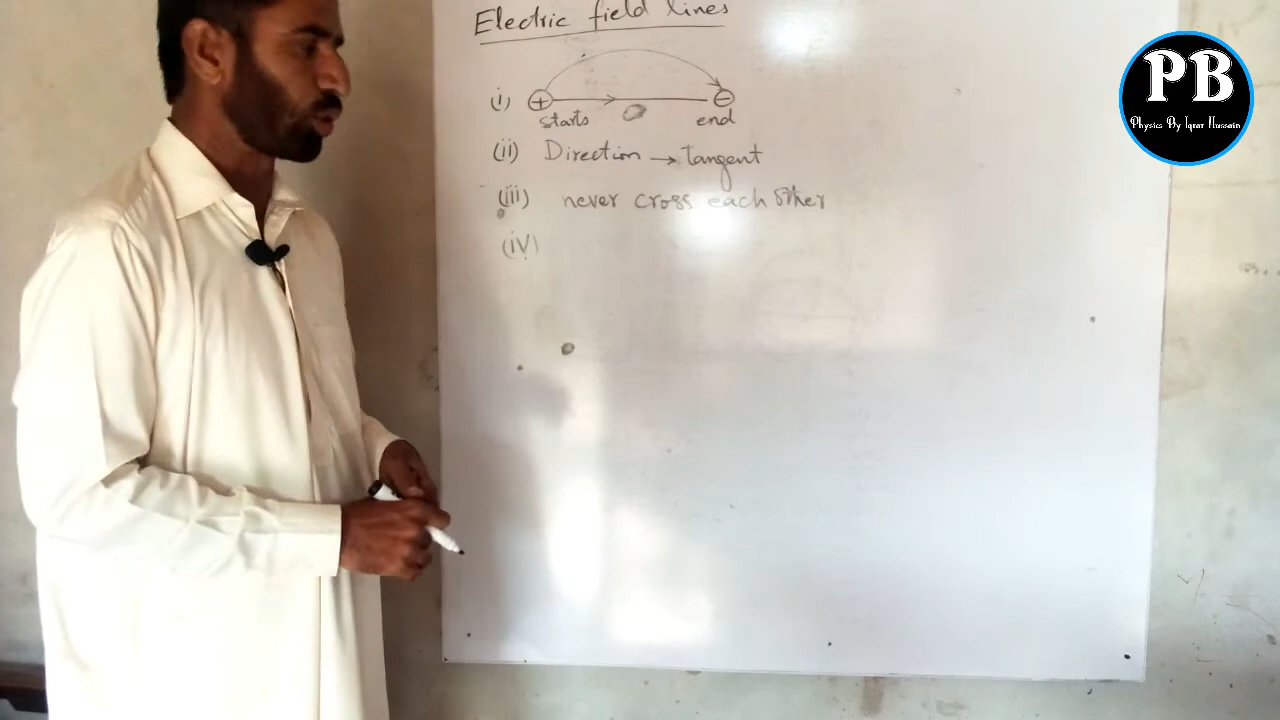 Electric field lines
(i) + −
starts end
(ii) Direction → tangent
(iii) never cross each other
(iv)
PB
Physics By Iqrar Hussain